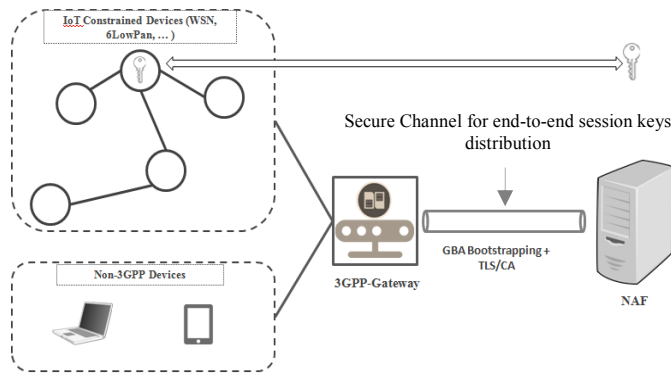 IoT Constrained Devices (WSN,
6LowPan, ... )
Secure Channel for end-to-end session keys
distribution
GBA Bootstrapping +
TLS/CA
3GPP-Gateway
NAF
Non-3GPP Devices